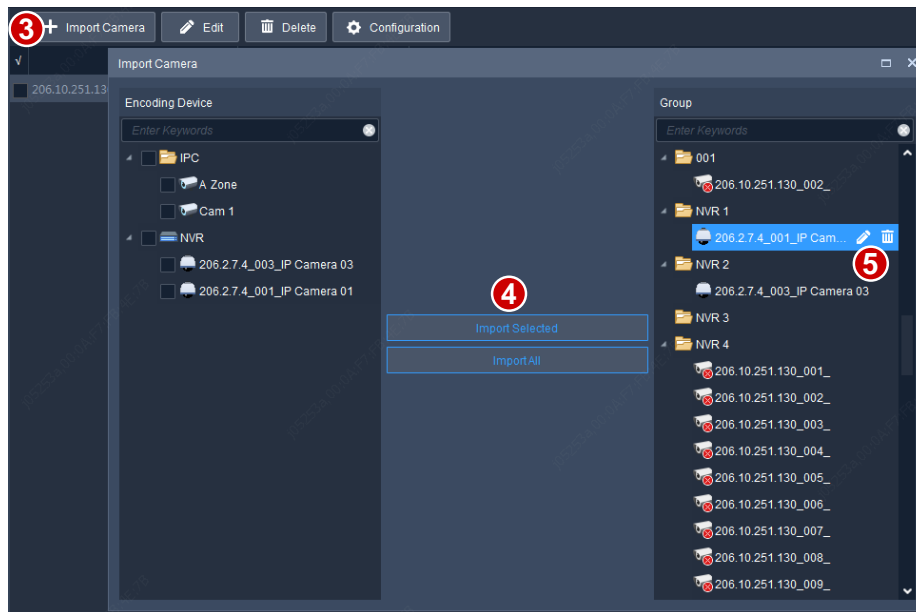 3 Import Camera Edit Delete Configuration
√
206.10.251.13
Import Camera
Encoding Device
Enter Keywords
IPC
A Zone
Cam 1
NVR
206.2.7.4_003_IP Camera 03
206.2.7.4_001_IP Camera 01
4
Import Selected
Import All
Group
Enter Keywords
001
206.10.251.130_002_
NVR 1
206.2.7.4_001_IP Cam...
5
NVR 2
206.2.7.4_003_IP Camera 03
NVR 3
NVR 4
206.10.251.130_001_
206.10.251.130_002_
206.10.251.130_003_
206.10.251.130_004_
206.10.251.130_005_
206.10.251.130_006_
206.10.251.130_007_
206.10.251.130_008_
206.10.251.130_009_